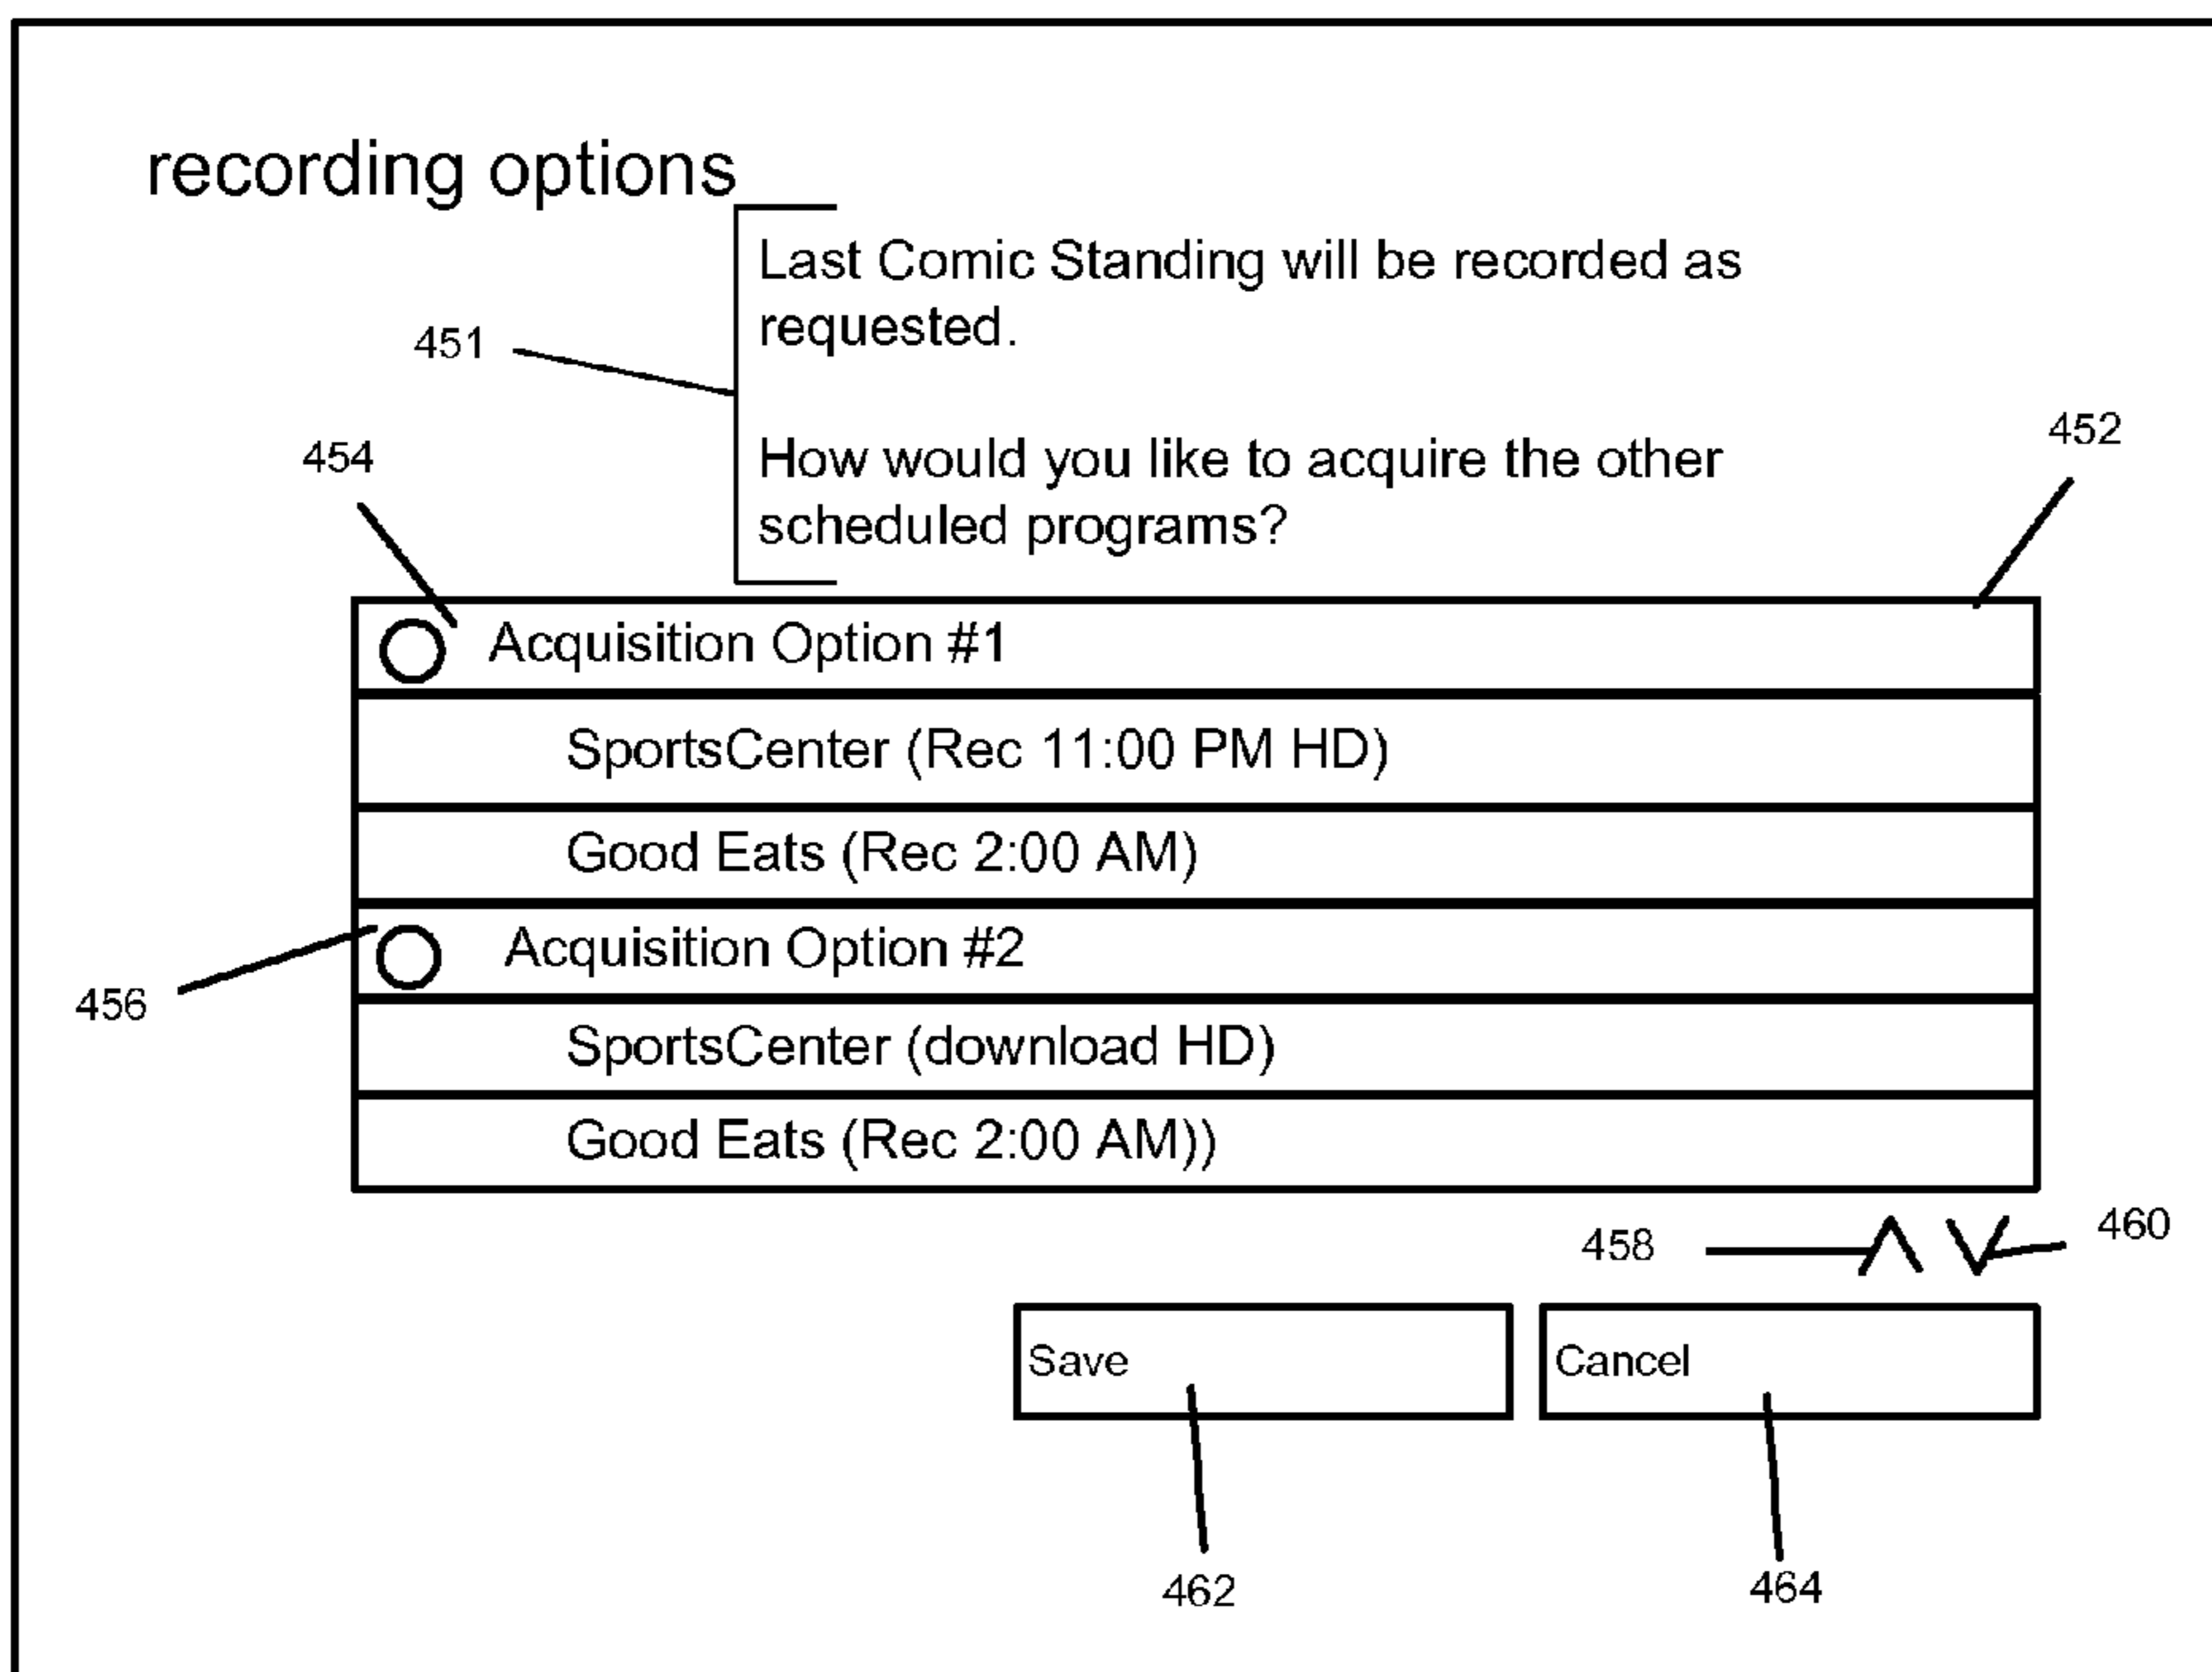 recording options
Last Comic Standing will be recorded as
requested.
451
How would you like to acquire the other
scheduled programs?
452
454
Acquisition Option #1
SportsCenter (Rec 11:00 PM HD)
Good Eats (Rec 2:00 AM)
Acquisition Option #2
456
SportsCenter (download HD)
Good Eats (Rec 2:00 AM))
458
460
Save
Cancel
462
464